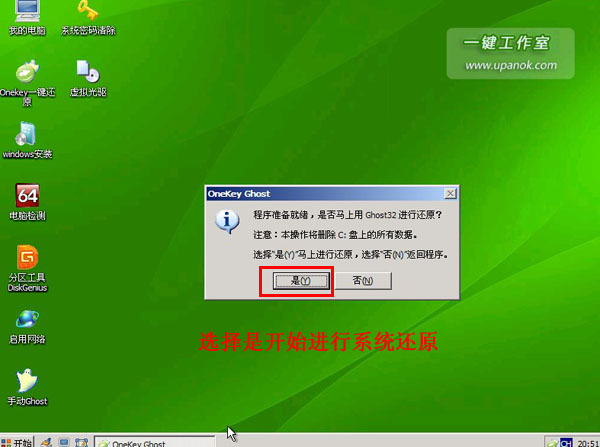 我的电脑
系统密码清除
一键工作室
www.upanok.com
Onekey一键还
原
虚拟光驱
windows安装
64
电脑检测
OneKey Ghost
程序准备就绪，是否马上用 Ghost32 进行还原？
注意：本操作将删除 C: 盘上的所有数据。
选择“是(Y)”马上进行还原，选择“否(N)”返回程序。
是(Y)
否(N)
分区工具
DiskGenius
选择是开始进行系统还原
启用网络
手动Ghost
开始
OneKey Ghost
CH
20:51